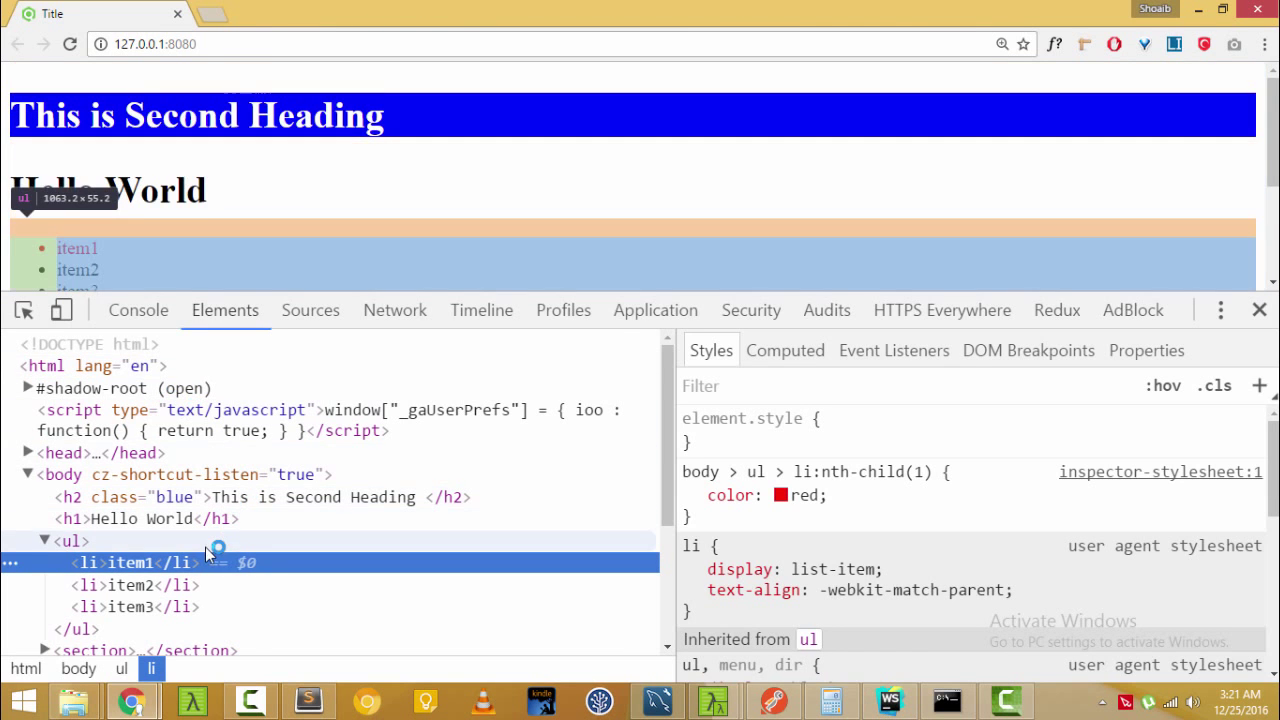 Title
Shoaib
127.0.0.1:8080
f?
LI
This is Second Heading
Hello World
ul 1063.2×55.2
item1
item2
Console Elements Sources Network Timeline Profiles Application Security Audits HTTPS Everywhere Redux AdBlock
<!DOCTYPE html>
<html lang="en">
#shadow-root (open)
<script type="text/javascript">window["_gaUserPrefs"] = { ioo :
function() { return true; } }</script>
<head>…</head>
<body cz-shortcut-listen="true">
<h2 class="blue">This is Second Heading </h2>
<h1>Hello World</h1>
<ul>
<li>item1</li> == $0
<li>item2</li>
<li>item3</li>
</ul>
<section>…</section>
html body ul li
Styles Computed Event Listeners DOM Breakpoints Properties
Filter :hov .cls +
element.style {
}
body > ul > li:nth-child(1) { inspector-stylesheet:1
color: red;
}
li { user agent stylesheet
display: list-item;
text-align: -webkit-match-parent;
}
Activate Windows
Go to PC settings to activate Windows.
Inherited from ul
ul, menu, dir { user agent stylesheet
kindle
WS
3:21 AM
12/25/2016